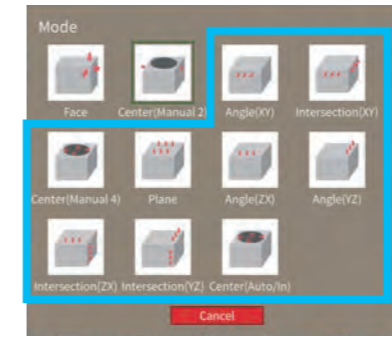 Mode
Face Center(Manual 2) Angle(XY) Intersection(XY)
Center(Manual 4) Plane Angle(ZX) Angle(YZ)
Intersection(ZX) Intersection(YZ) Center(Auto/In)
Cancel